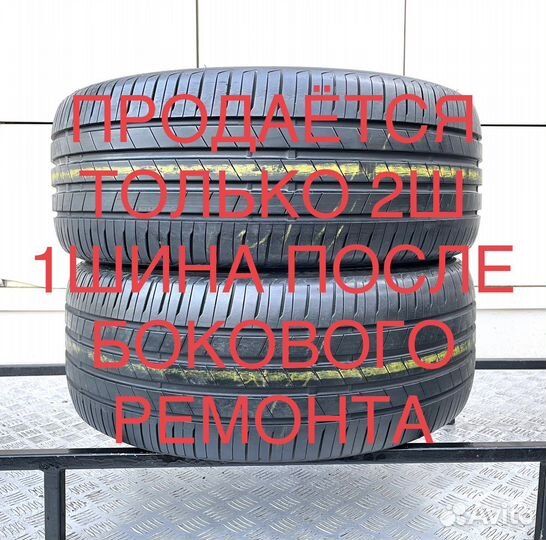 ПРОДАЁТСЯ
ТОЛЬКО 2Ш
1ШИНА ПОСЛЕ
БОКОВОГО
РЕМОНТА
Avito